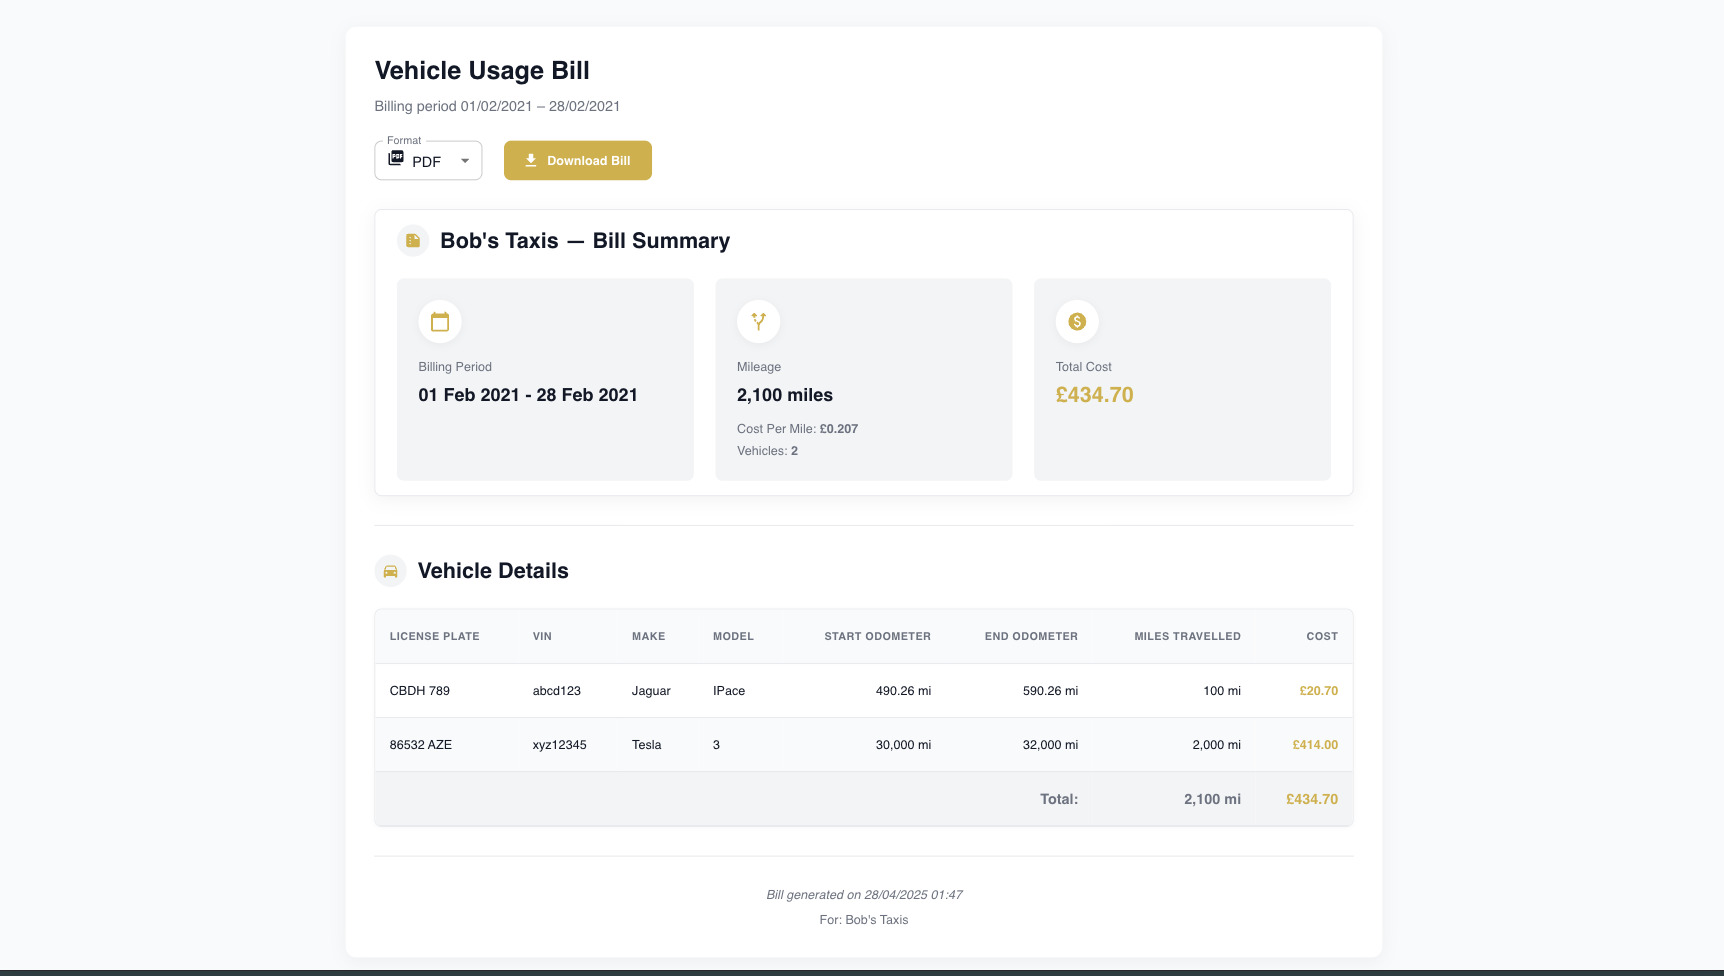 Vehicle Usage Bill
Billing period 01/02/2021 – 28/02/2021
Format
PDF
PDF
Download Bill
Bob's Taxis — Bill Summary
Billing Period
01 Feb 2021 - 28 Feb 2021
Mileage
2,100 miles
Cost Per Mile: £0.207
Vehicles: 2
$
Total Cost
£434.70
Vehicle Details
LICENSE PLATE VIN MAKE MODEL START ODOMETER END ODOMETER MILES TRAVELLED COST
CBDH 789 abcd123 Jaguar IPace 490.26 mi 590.26 mi 100 mi £20.70
86532 AZE xyz12345 Tesla 3 30,000 mi 32,000 mi 2,000 mi £414.00
Total: 2,100 mi £434.70
Bill generated on 28/04/2025 01:47
For: Bob's Taxis